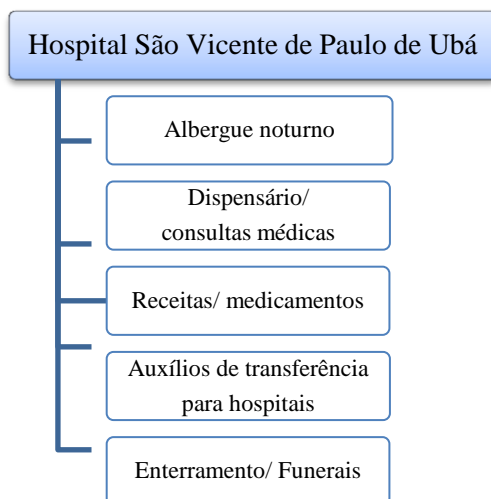 Hospital São Vicente de Paulo de Ubá
Albergue noturno
Dispensário/
consultas médicas
Receitas/ medicamentos
Auxílios de transferência
para hospitais
Enterramento/ Funerais